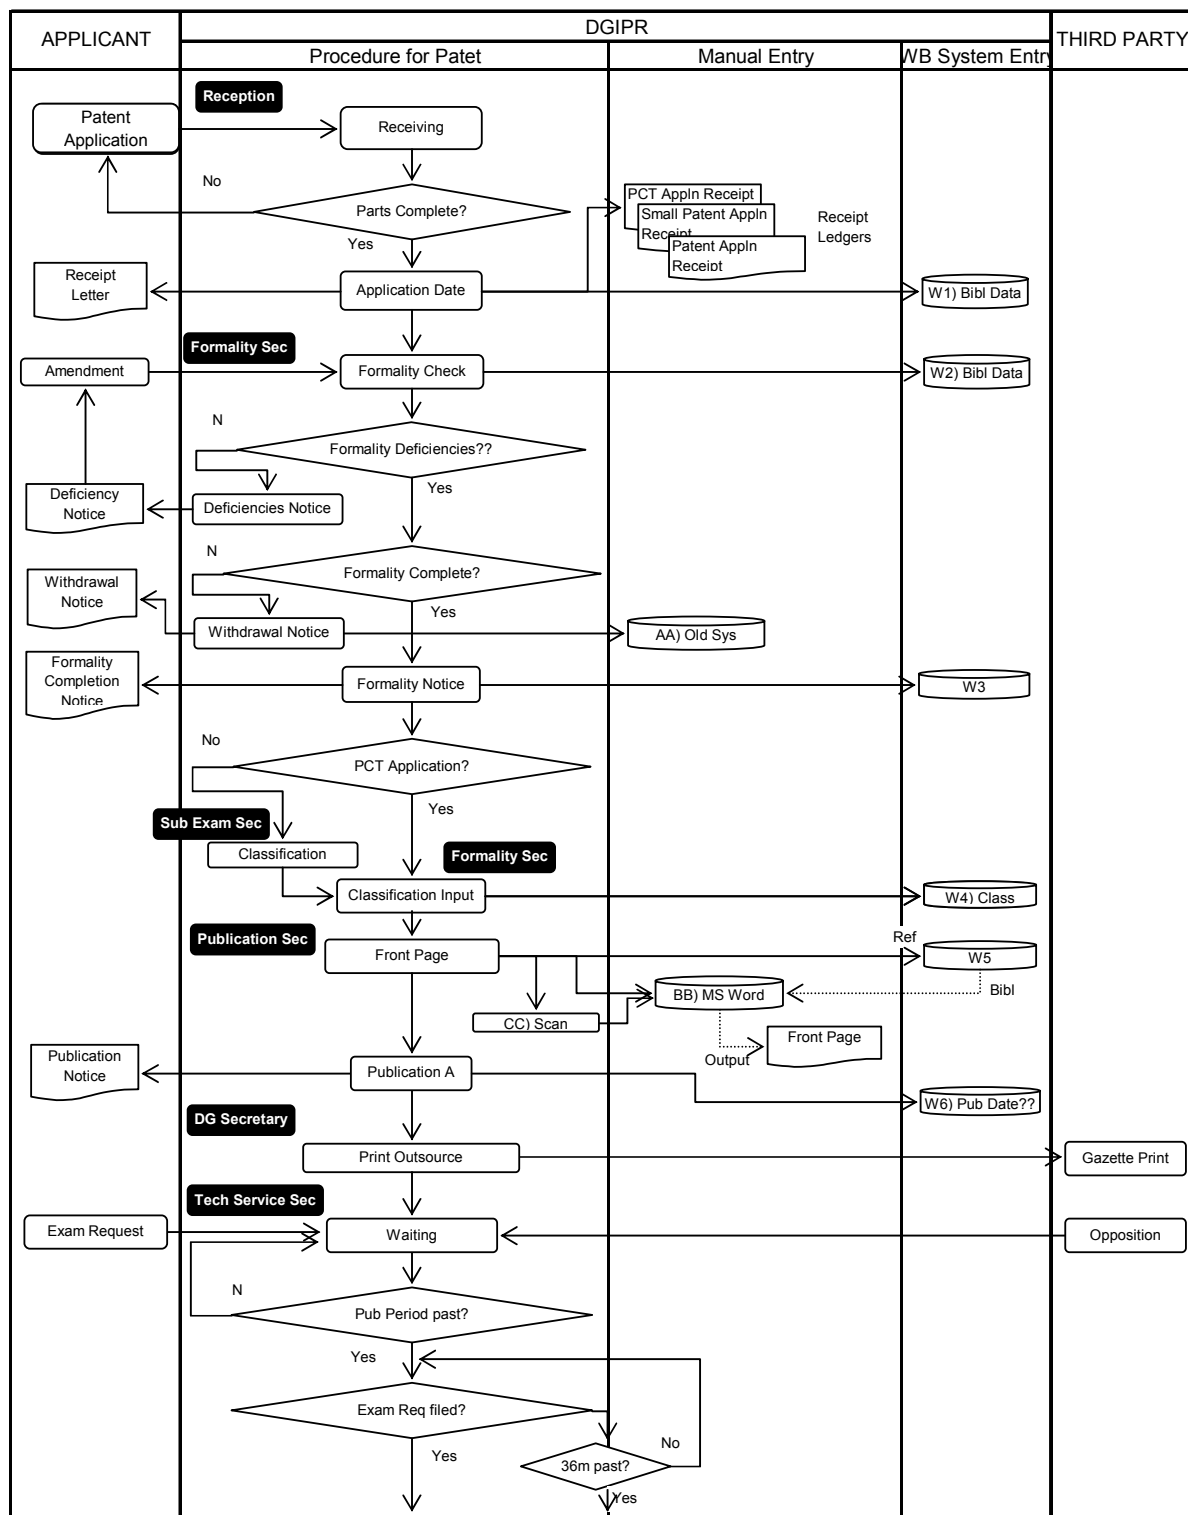 APPLICANT
DGIPR
THIRD PARTY
Procedure for Patet
Manual Entry
WB System Entry
Reception
Patent
Application
Receiving
No
Parts Complete?
Yes
PCT Appln Receipt
Small Patent Appln
Receipt
Patent Appln
Receipt
Receipt
Ledgers
Receipt
Letter
Application Date
W1) Bibl Data
Formality Sec
Amendment
Formality Check
W2) Bibl Data
N
Formality Deficiencies??
Yes
Deficiency
Notice
Deficiencies Notice
N
Formality Complete?
Yes
Withdrawal
Notice
Withdrawal Notice
AA) Old Sys
Formality
Completion
Notice
Formality Notice
W3
No
PCT Application?
Yes
Sub Exam Sec
Classification
Formality Sec
Classification Input
W4) Class
Publication Sec
Front Page
Ref
W5
BB) MS Word
Bibl
CC) Scan
Front Page
Output
Publication
Notice
Publication A
W6) Pub Date??
DG Secretary
Print Outsource
Gazette Print
Tech Service Sec
Exam Request
Waiting
Opposition
N
Pub Period past?
Yes
Exam Req filed?
No
Yes
36m past?
Yes